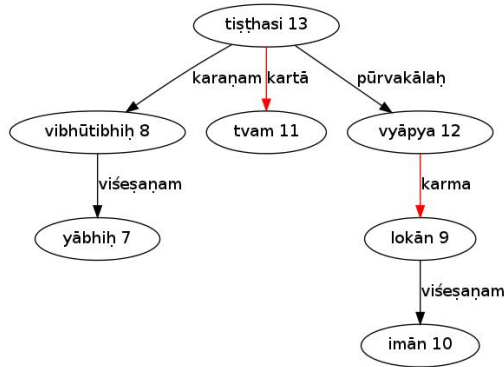 tiṣṭhasi 13
karaṇam kartā pūrvakālaḥ
vibhūtibhiḥ 8 tvam 11 vyāpya 12
viśeṣaṇam karma
yābhiḥ 7 lokān 9
viśeṣaṇam
imān 10